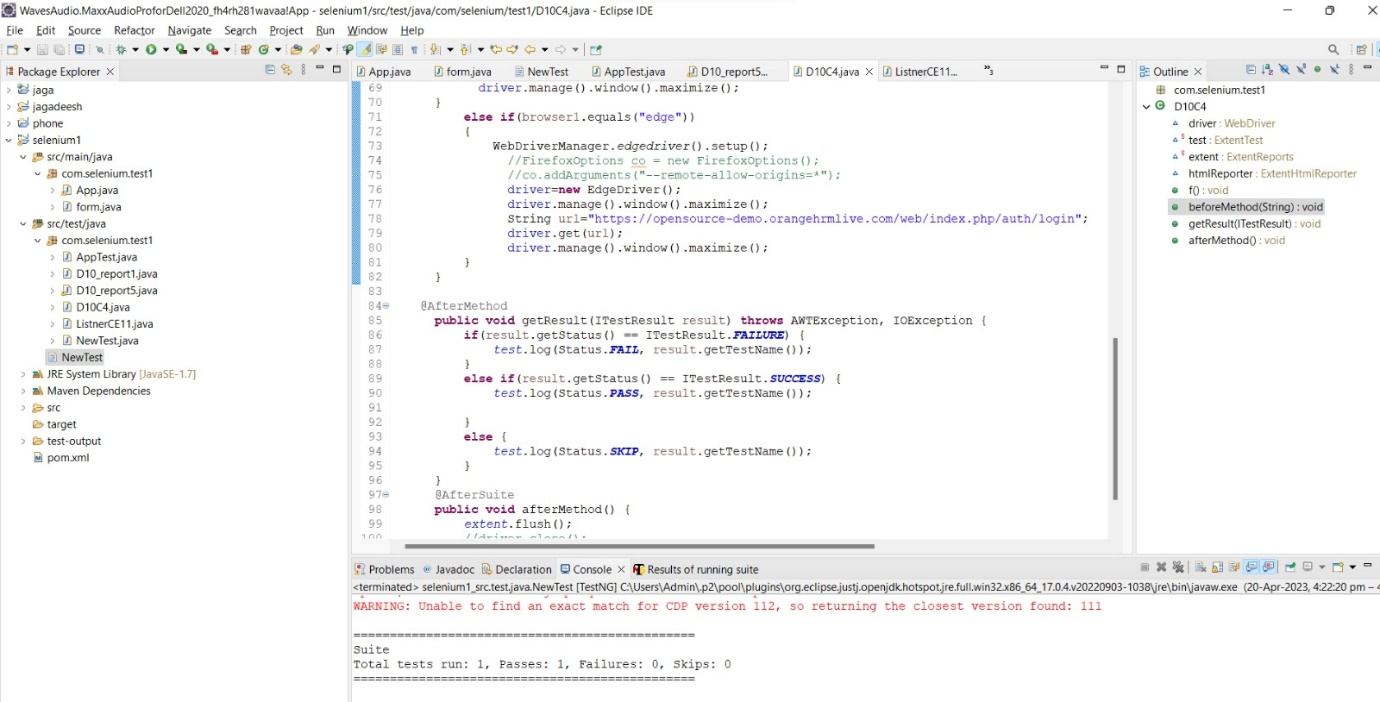 WavesAudio.MaxxAudioProforDell2020_fh4rh281wavaa!App - selenium1/src/test/java/com/selenium/test1/D10C4.java - Eclipse IDE
File Edit Source Refactor Navigate Search Project Run Window Help
Package Explorer
jaga
jagadeesh
phone
selenium1
src/main/java
com.selenium.test1
App.java
form.java
src/test/java
com.selenium.test1
AppTest.java
D10_report1.java
D10_report5.java
D10C4.java
ListnerCE11.java
NewTest.java
NewTest
JRE System Library [JavaSE-1.7]
Maven Dependencies
src
target
test-output
pom.xml
App.java form.java NewTest AppTest.java D10_report5... D10C4.java ListnerCE11... 3
69 driver.manage().window().maximize();
70 }
71 else if(browser1.equals("edge"))
72 {
73 WebDriverManager.edgedriver().setup();
74 //FirefoxOptions co = new FirefoxOptions();
75 //co.addArguments("--remote-allow-origins=*");
76 driver=new EdgeDriver();
77 driver.manage().window().maximize();
78 String url="https://opensource-demo.orangehrmlive.com/web/index.php/auth/login";
79 driver.get(url);
80 driver.manage().window().maximize();
81 }
82 }
83
84 @AfterMethod
85 public void getResult(ITestResult result) throws AWTException, IOException {
86 if(result.getStatus() == ITestResult.FAILURE) {
87 test.log(Status.FAIL, result.getTestName());
88 }
89 else if(result.getStatus() == ITestResult.SUCCESS) {
90 test.log(Status.PASS, result.getTestName());
91
92 }
93 else {
94 test.log(Status.SKIP, result.getTestName());
95 }
96 }
97 @AfterSuite
98 public void afterMethod() {
99 extent.flush();
100 //driver.close();
Outline
com.selenium.test1
D10C4
driver : WebDriver
test : ExtentTest
extent : ExtentReports
htmlReporter : ExtentHtmlReporter
f() : void
beforeMethod(String) : void
getResult(ITestResult) : void
afterMethod() : void
Problems Javadoc Declaration Console Results of running suite
<terminated> selenium1_src.test.java.NewTest [TestNG] C:\Users\Admin\.p2\pool\plugins\org.eclipse.justj.openjdk.hotspot.jre.full.win32.x86_64_17.0.4.v20220903-1038\jre\bin\javaw.exe (20-Apr-2023, 4:22:20 pm –
WARNING: Unable to find an exact match for CDP version 112, so returning the closest version found: 111
===============================================
Suite
Total tests run: 1, Passes: 1, Failures: 0, Skips: 0
===============================================